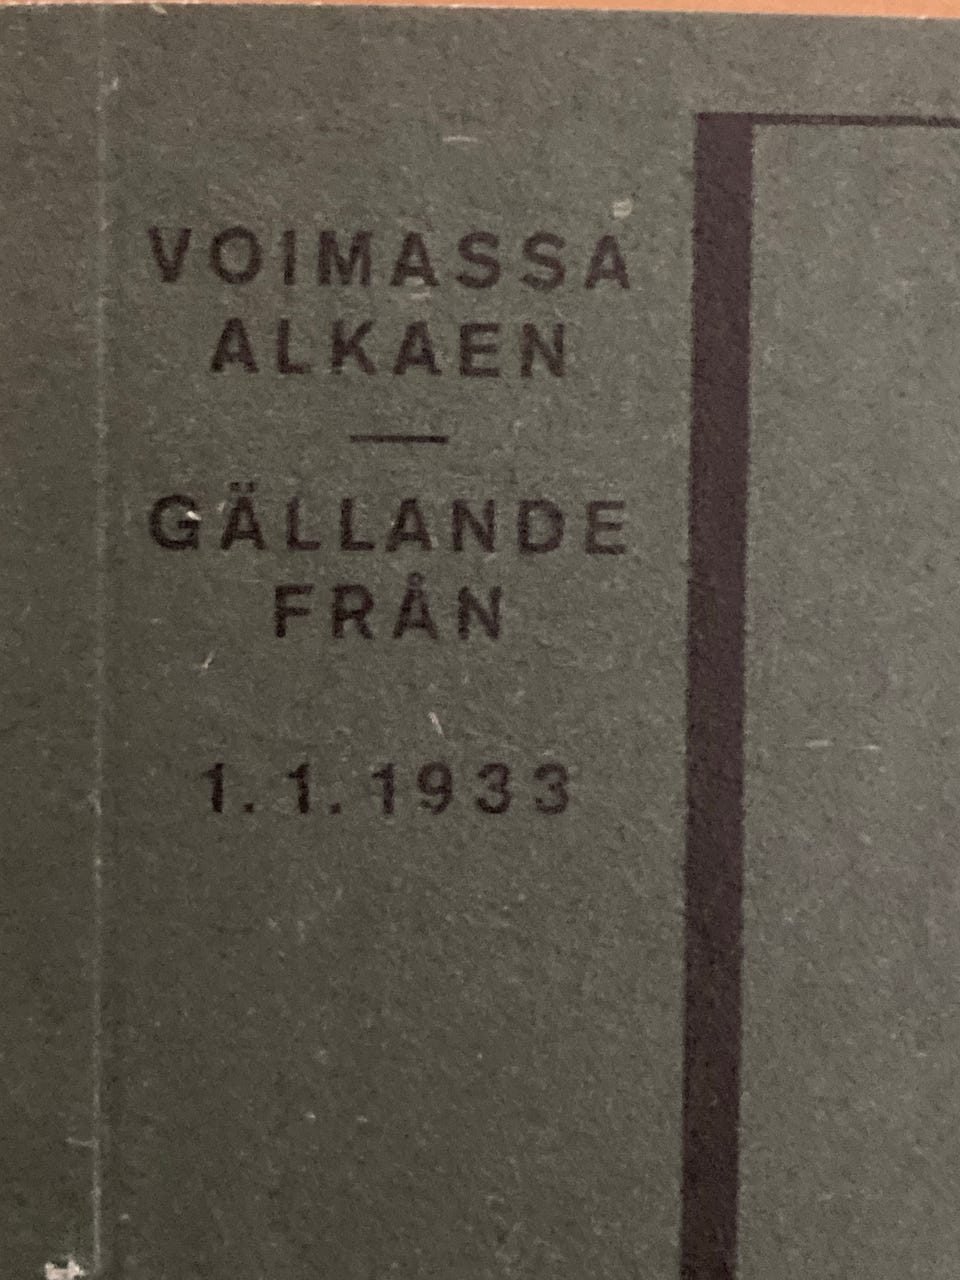 VOIMASSA
ALKAEN
—
GÄLLANDE
FRÅN
1.1.1933